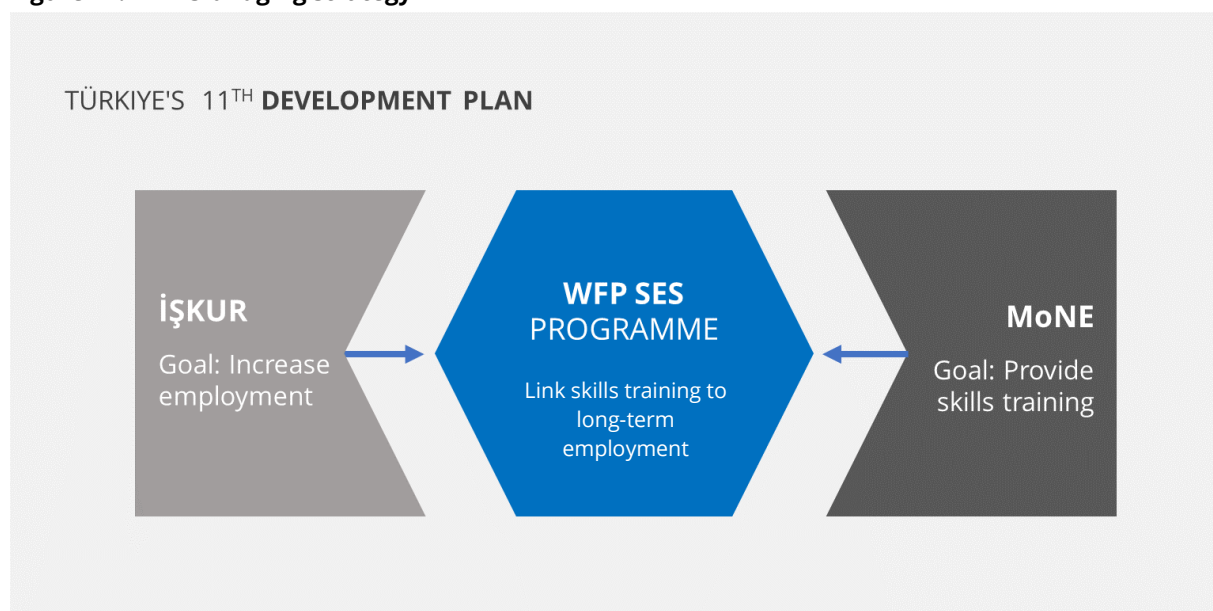 TÜRKIYE'S 11TH DEVELOPMENT PLAN
İŞKUR
Goal: Increase
employment
WFP SES
PROGRAMME
Link skills training to
long-term
employment
MoNE
Goal: Provide
skills training